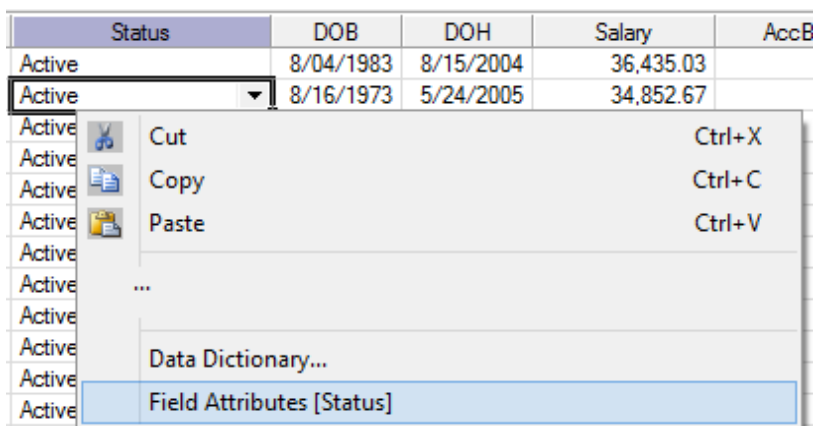 Status DOB DOH Salary AccB
Active 8/04/1983 8/15/2004 36,435.03
Active 8/16/1973 5/24/2005 34,852.67
Active
Cut Ctrl+X
Active
Active
Copy Ctrl+C
Active
Paste Ctrl+V
Active
Active
...
Active
Active
Data Dictionary...
Active
Active
Field Attributes [Status]